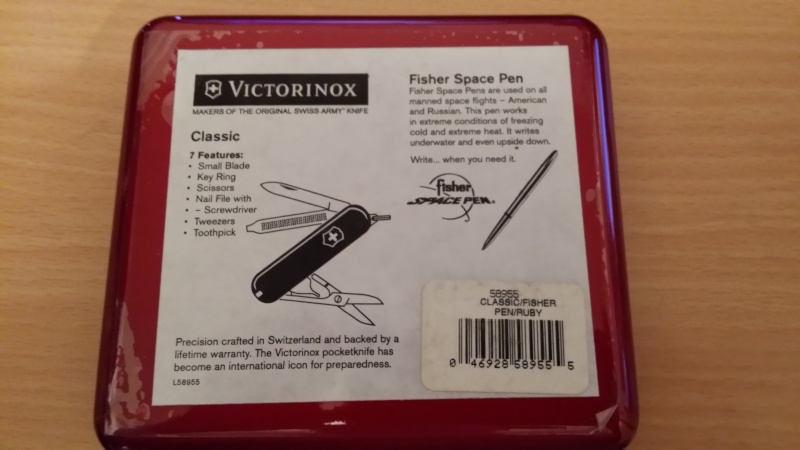 VICTORINOX
MAKERS OF THE ORIGINAL SWISS ARMY™ KNIFE
Classic
7 Features:
• Small Blade
• Key Ring
• Scissors
• Nail File with
• – Screwdriver
• Tweezers
• Toothpick
Fisher Space Pen
Fisher Space Pens are used on all
manned space flights – American
and Russian. This pen works
in extreme conditions of freezing
cold and extreme heat. It writes
underwater and even upside down.
Write... when you need it.
fisher
SPACE PEN®
Precision crafted in Switzerland and backed by a
lifetime warranty. The Victorinox pocketknife has
become an international icon for preparedness.
L58955
58955
CLASSIC/FISHER
PEN/RUBY
0 46928 58955 5